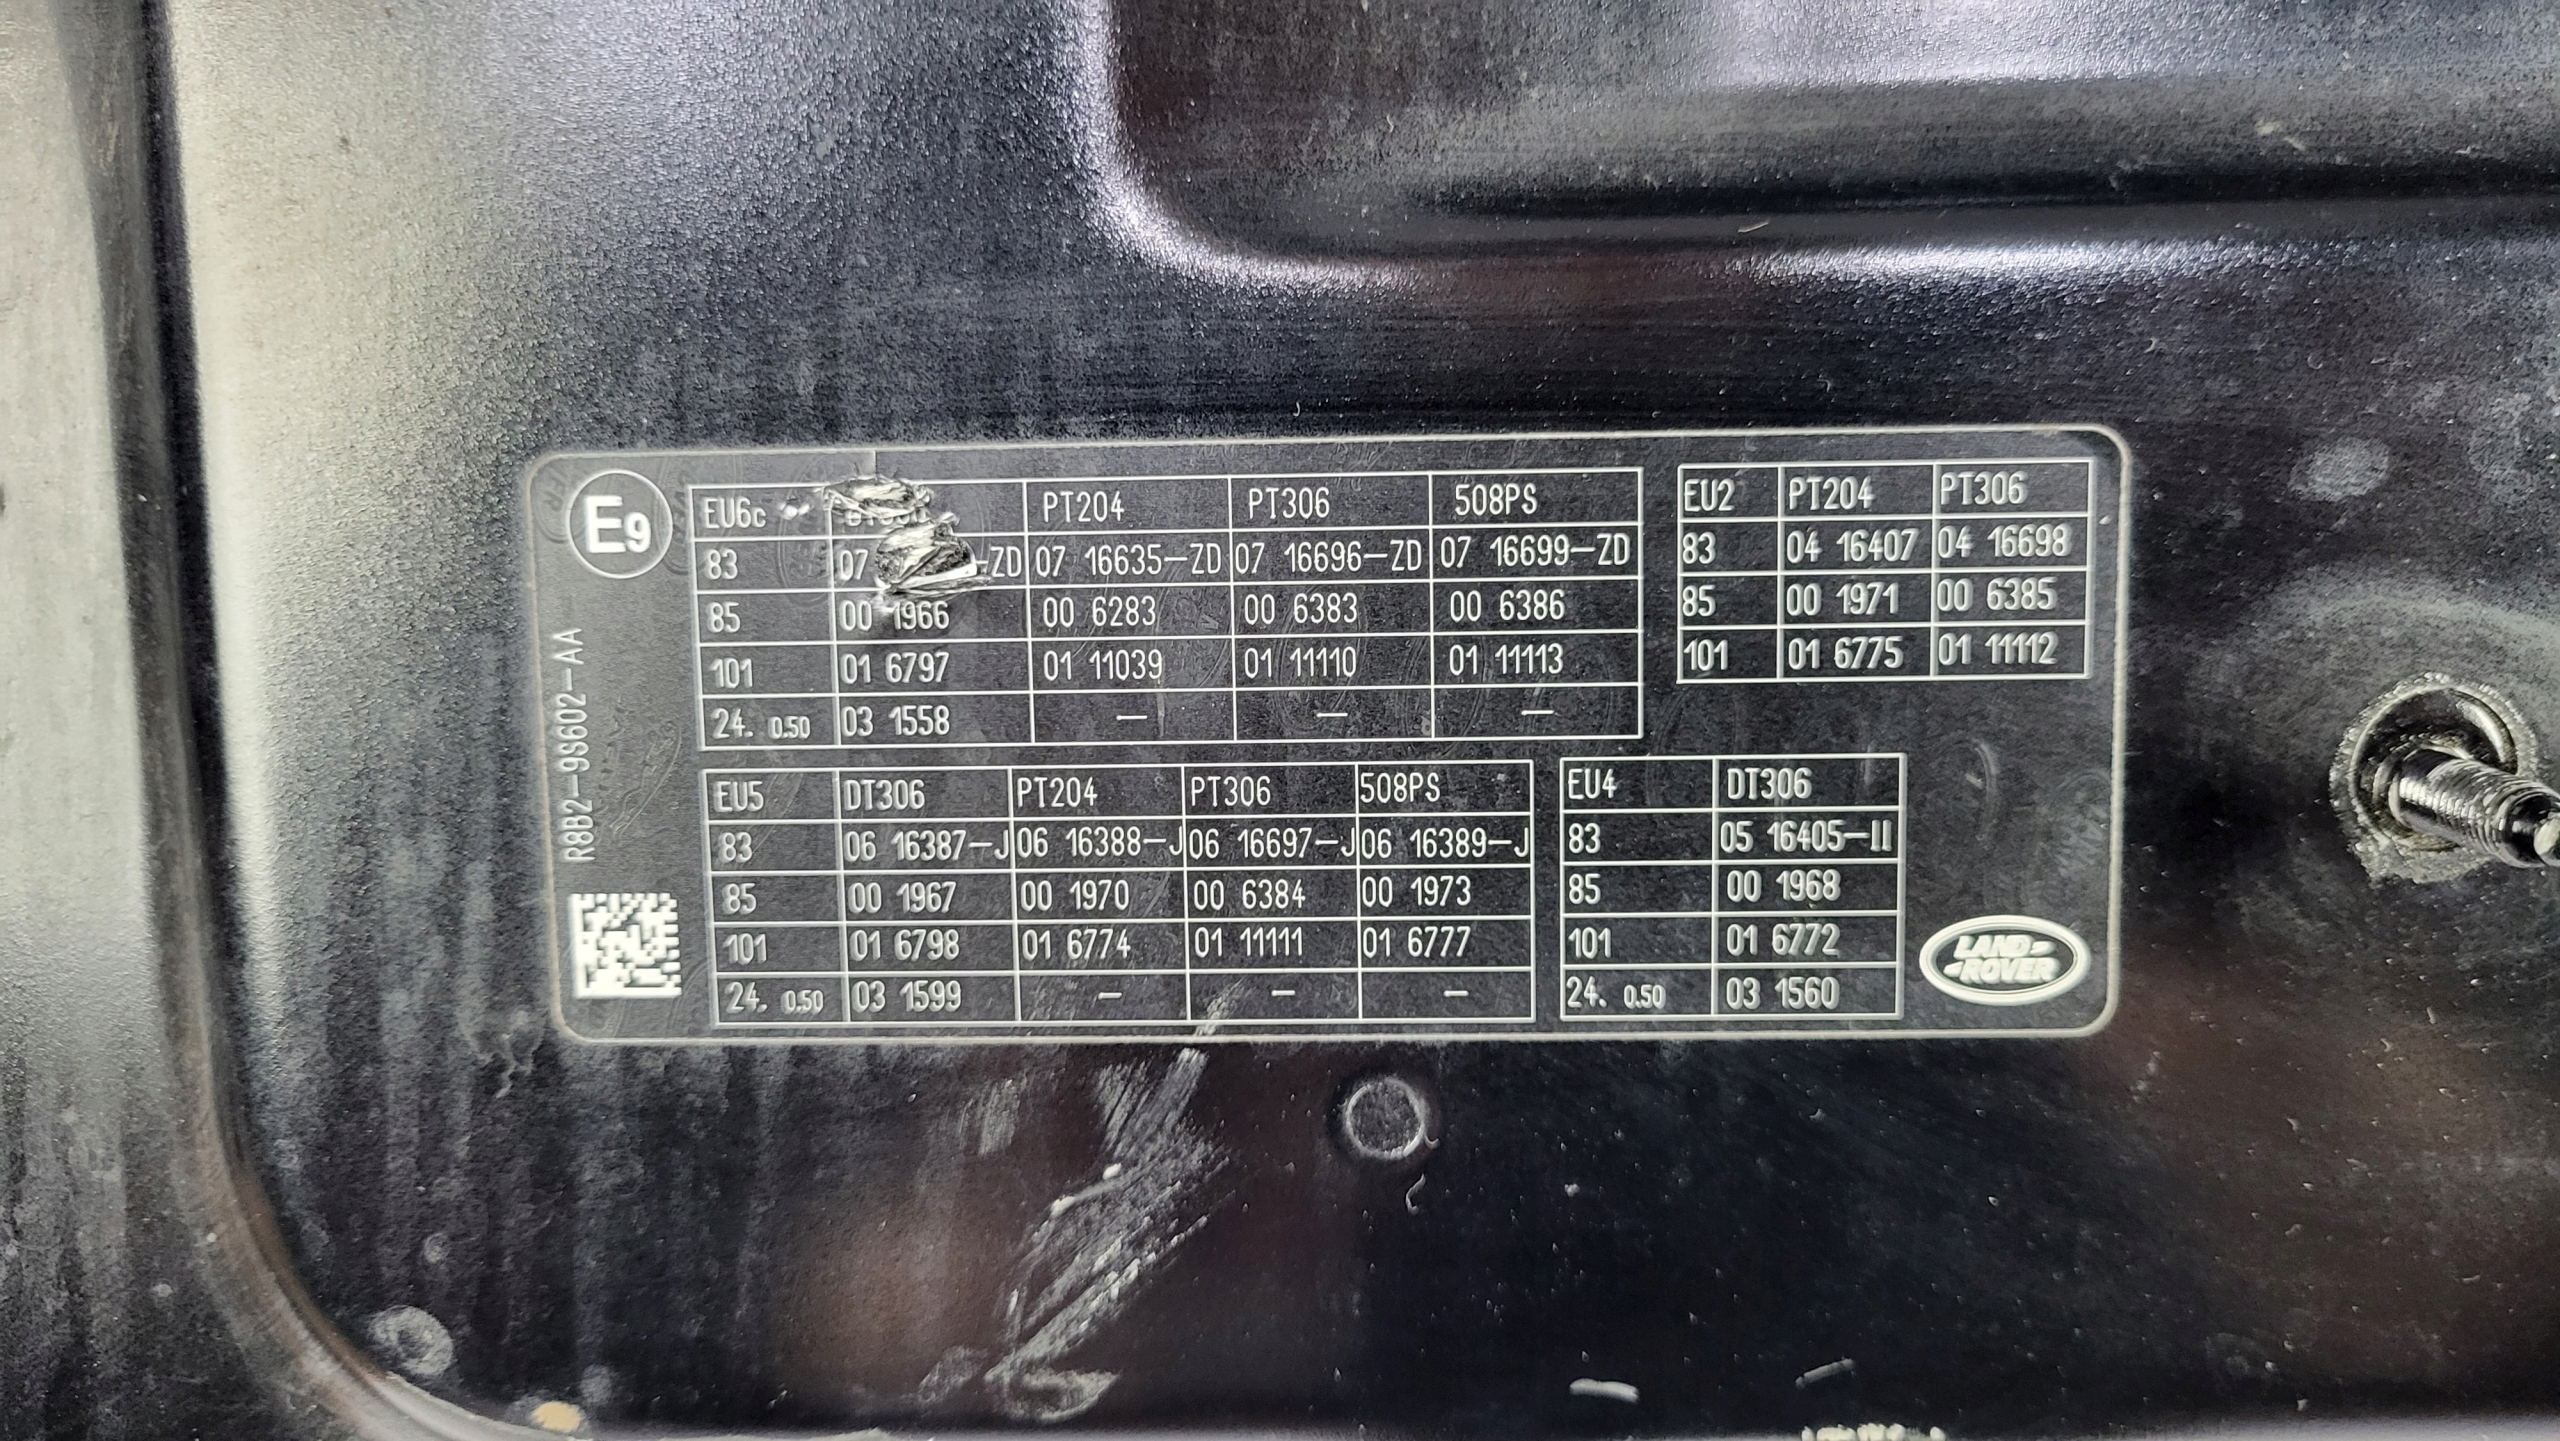 E9
EU6c PT204 PT306 508PS
83 07 -ZD 07 16635-ZD 07 16696-ZD 07 16699-ZD
85 00 1966 00 6283 00 6383 00 6386
101 01 6797 01 11039 01 11110 01 11113
24. 0.50 03 1558 — — —
EU2 PT204 PT306
83 04 16407 04 16698
85 00 1971 00 6385
101 01 6775 01 11112
R8B2-9S602-AA
EU5 DT306 PT204 PT306 508PS
83 06 16387-J 06 16388-J 06 16697-J 06 16389-J
85 00 1967 00 1970 00 6384 00 1973
101 01 6798 01 6774 01 11111 01 6777
24. 0.50 03 1599 — — —
EU4 DT306
83 05 16405-II
85 00 1968
101 01 6772
24. 0.50 03 1560
LAND-
-ROVER